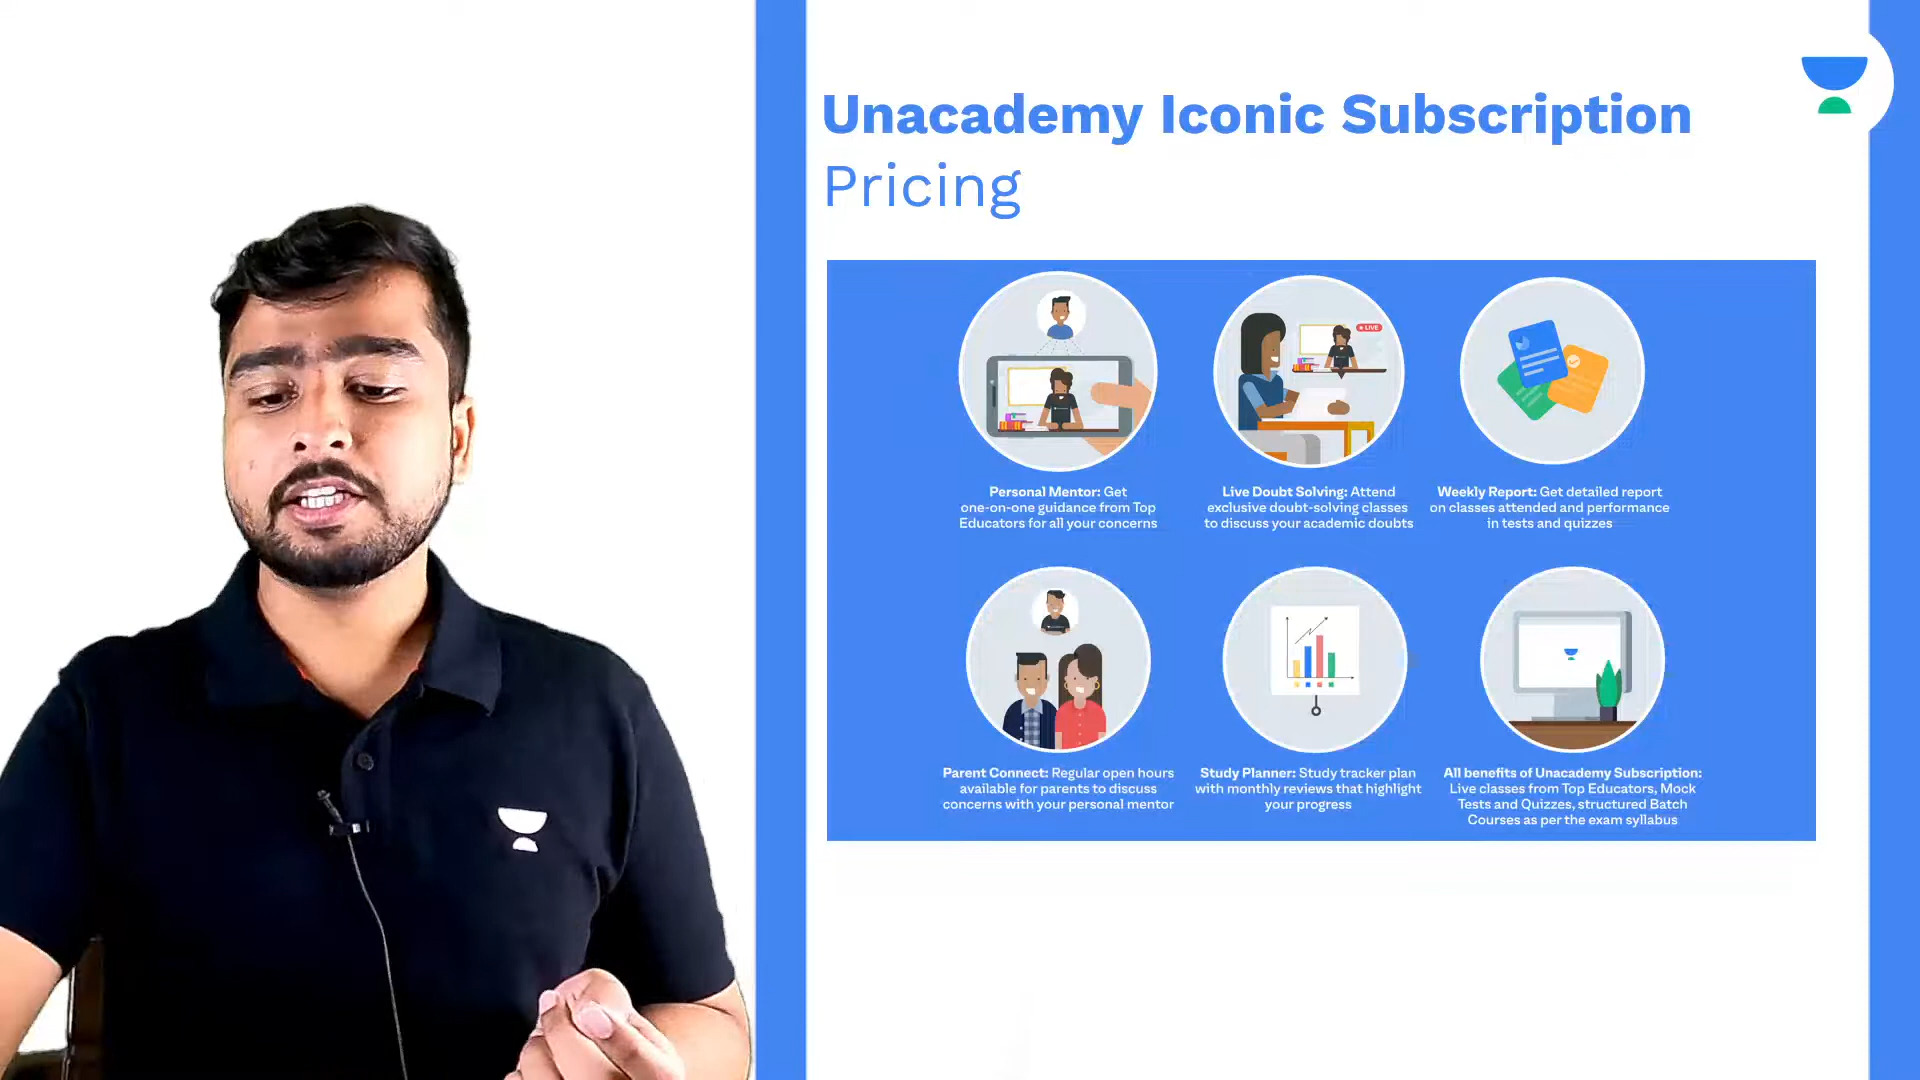 Unacademy Iconic Subscription
Pricing
LIVE
Personal Mentor: Get
one-on-one guidance from Top
Educators for all your concerns
Live Doubt Solving: Attend
exclusive doubt-solving classes
to discuss your academic doubts
Weekly Report: Get detailed report
on classes attended and performance
in tests and quizzes
Parent Connect: Regular open hours
available for parents to discuss
concerns with your personal mentor
Study Planner: Study tracker plan
with monthly reviews that highlight
your progress
All benefits of Unacademy Subscription:
Live classes from Top Educators, Mock
Tests and Quizzes, structured Batch
Courses as per the exam syllabus